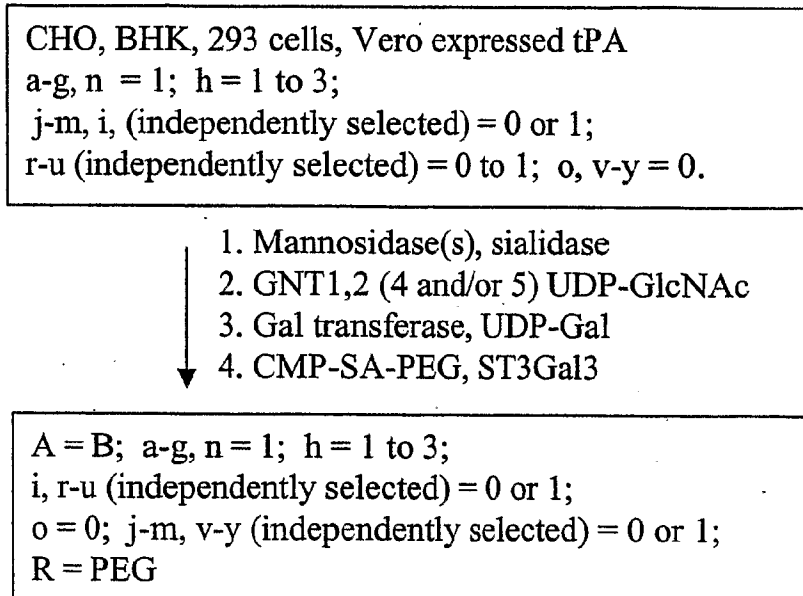 CHO, BHK, 293 cells, Vero expressed tPA
a-g, n = 1; h = 1 to 3;
j-m, i, (independently selected) = 0 or 1;
r-u (independently selected) = 0 to 1; o, v-y = 0.
1. Mannosidase(s), sialidase
2. GNT1,2 (4 and/or 5) UDP-GlcNAc
3. Gal transferase, UDP-Gal
4. CMP-SA-PEG, ST3Gal3
A = B; a-g, n = 1; h = 1 to 3;
i, r-u (independently selected) = 0 or 1;
o = 0; j-m, v-y (independently selected) = 0 or 1;
R = PEG